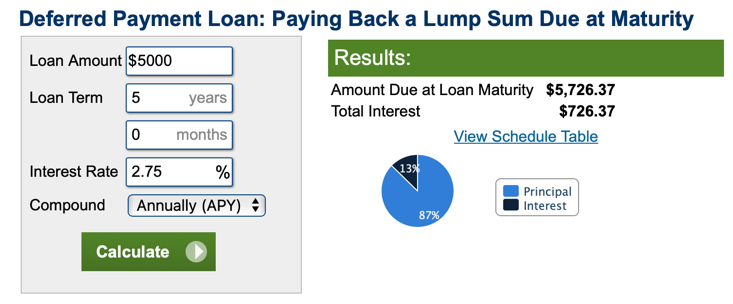 Deferred Payment Loan: Paying Back a Lump Sum Due at Maturity
Loan Amount $5000
Loan Term 5 years
0 months
Interest Rate 2.75 %
Compound Annually (APY)
Calculate
Results:
Amount Due at Loan Maturity $5,726.37
Total Interest $726.37
View Schedule Table
13%
87%
Principal
Interest